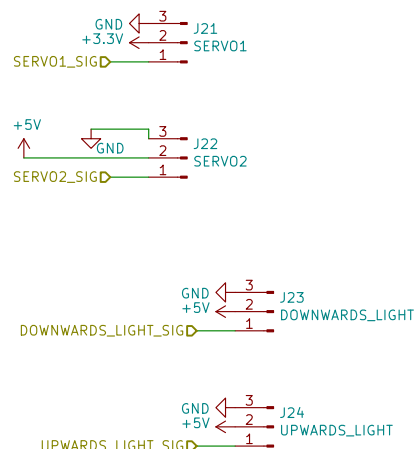 GND 3 J21
+3.3V 2 SERVO1
SERVO1_SIG 1
+5V
3 J22
GND 2 SERVO2
SERVO2_SIG 1
GND 3 J23
+5V 2 DOWNWARDS_LIGHT
DOWNWARDS_LIGHT_SIG 1
GND 3 J24
+5V 2 UPWARDS_LIGHT
UPWARDS_LIGHT_SIG 1